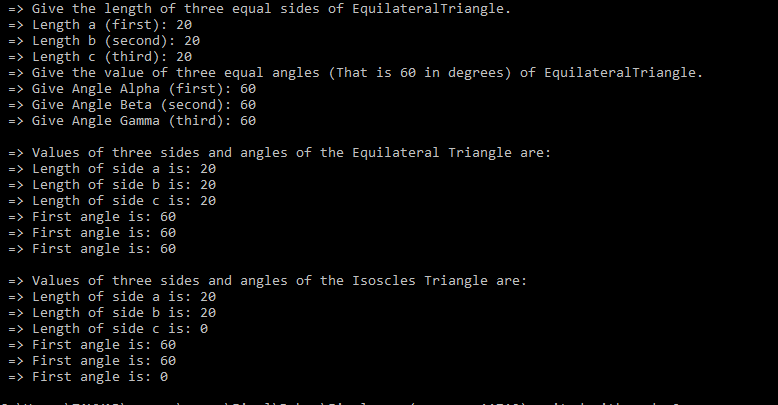 => Give the length of three equal sides of EquilateralTriangle.
=> Length a (first): 20
=> Length b (second): 20
=> Length c (third): 20
=> Give the value of three equal angles (That is 60 in degrees) of EquilateralTriangle.
=> Give Angle Alpha (first): 60
=> Give Angle Beta (second): 60
=> Give Angle Gamma (third): 60
=> Values of three sides and angles of the Equilateral Triangle are:
=> Length of side a is: 20
=> Length of side b is: 20
=> Length of side c is: 20
=> First angle is: 60
=> First angle is: 60
=> First angle is: 60
=> Values of three sides and angles of the Isoscles Triangle are:
=> Length of side a is: 20
=> Length of side b is: 20
=> Length of side c is: 0
=> First angle is: 60
=> First angle is: 60
=> First angle is: 0